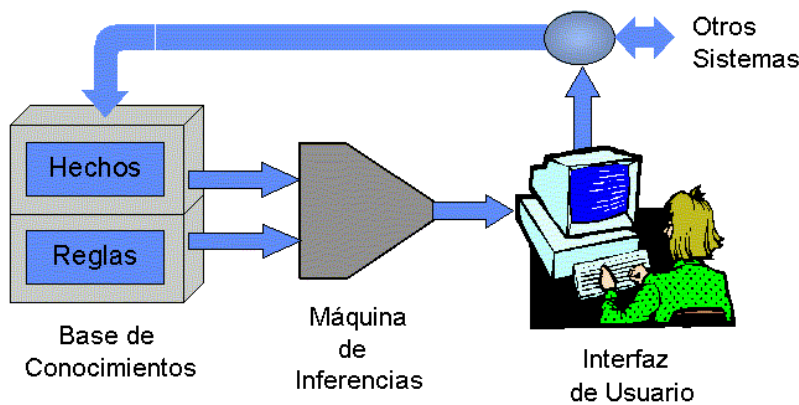 Otros
Sistemas
Hechos
Reglas
Base de
Conocimientos
Máquina
de
Inferencias
Interfaz
de Usuario